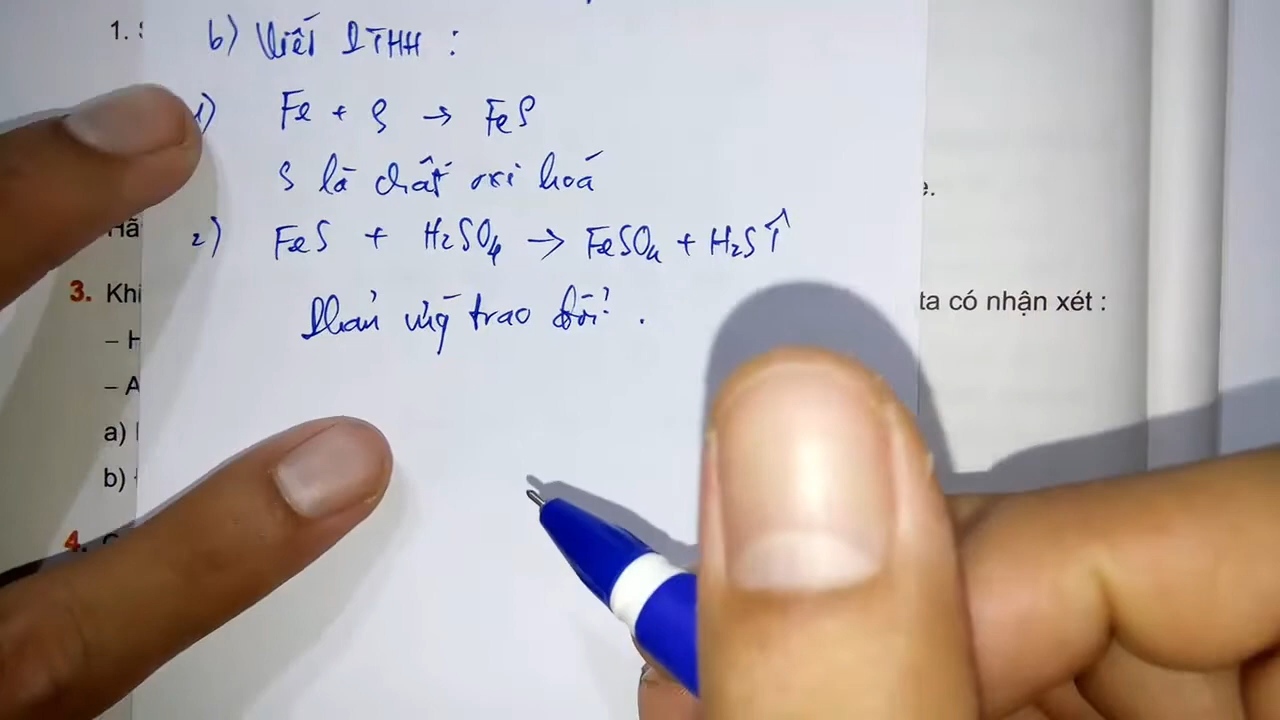 1.
b) Viết PTHH :
1) Fe + S → FeS
S là chất oxi hoá
Hã
2) FeS + H₂SO₄ → FeSO₄ + H₂S↑
3. Khi
ta có nhận xét :
Phản ứng trao đổi .
– H
– A
a)
b)
4.